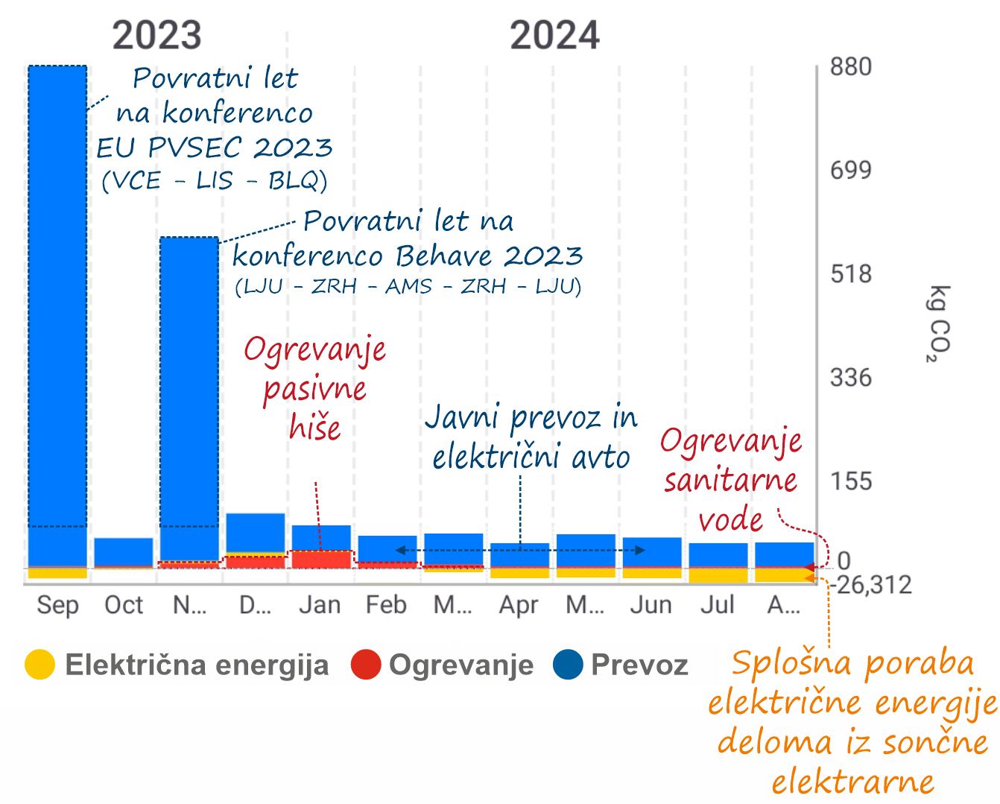 2023
2024
Povratni let
na konferenco
EU PVSEC 2023
(VCE - LIS - BLQ)
Povratni let na
konferenco Behave 2023
(LJU - ZRH - AMS - ZRH - LJU)
Ogrevanje
pasivne
hiše
Javni prevoz in
električni avto
Ogrevanje
sanitarne
vode
880
699
518
336
155
0
-26,312
kg CO₂
Sep Oct N... D... Jan Feb M... Apr M... Jun Jul A...
Električna energija Ogrevanje Prevoz
Splošna poraba
električne energije
deloma iz sončne
elektrarne